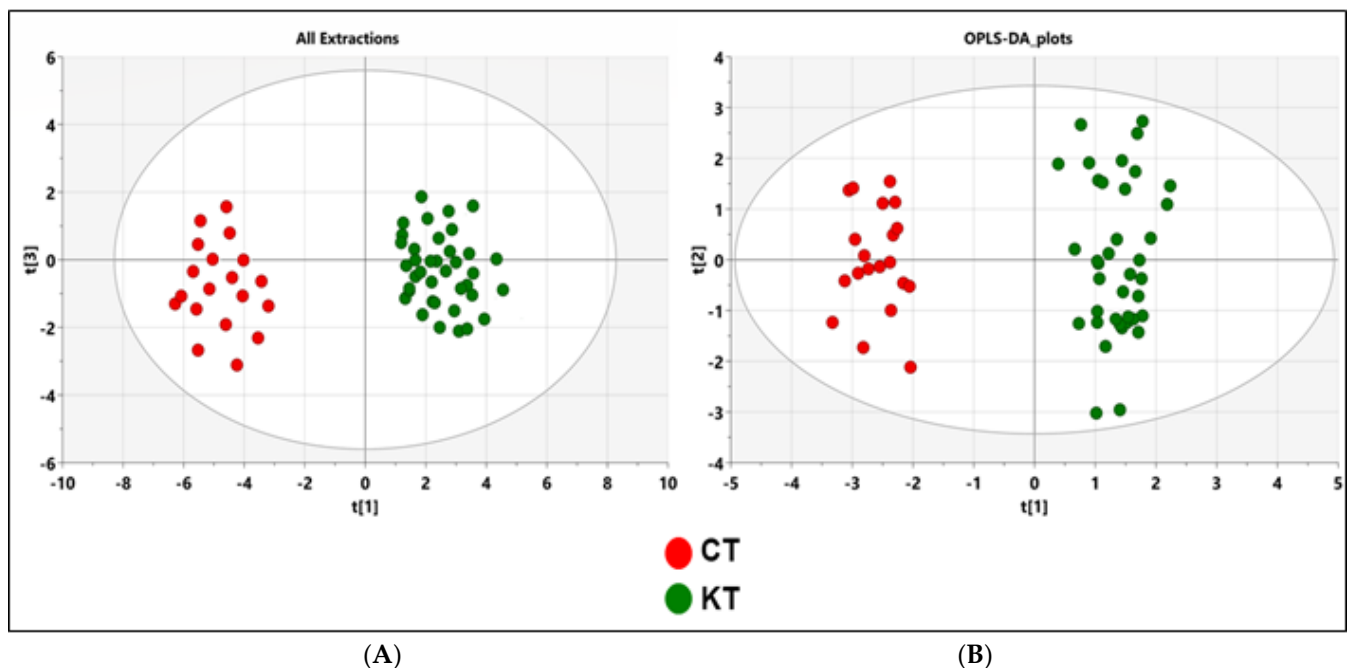 All Extractions
6
4
2
0
-2
-4
-6
t[3]
-10 -8 -6 -4 -2 0 2 4 6 8 10
t[1]
OPLS-DA_plots
4
3
2
1
0
-1
-2
-3
-4
t[2]
-5 -4 -3 -2 -1 0 1 2 3 4 5
t[1]
CT
KT
(A) (B)